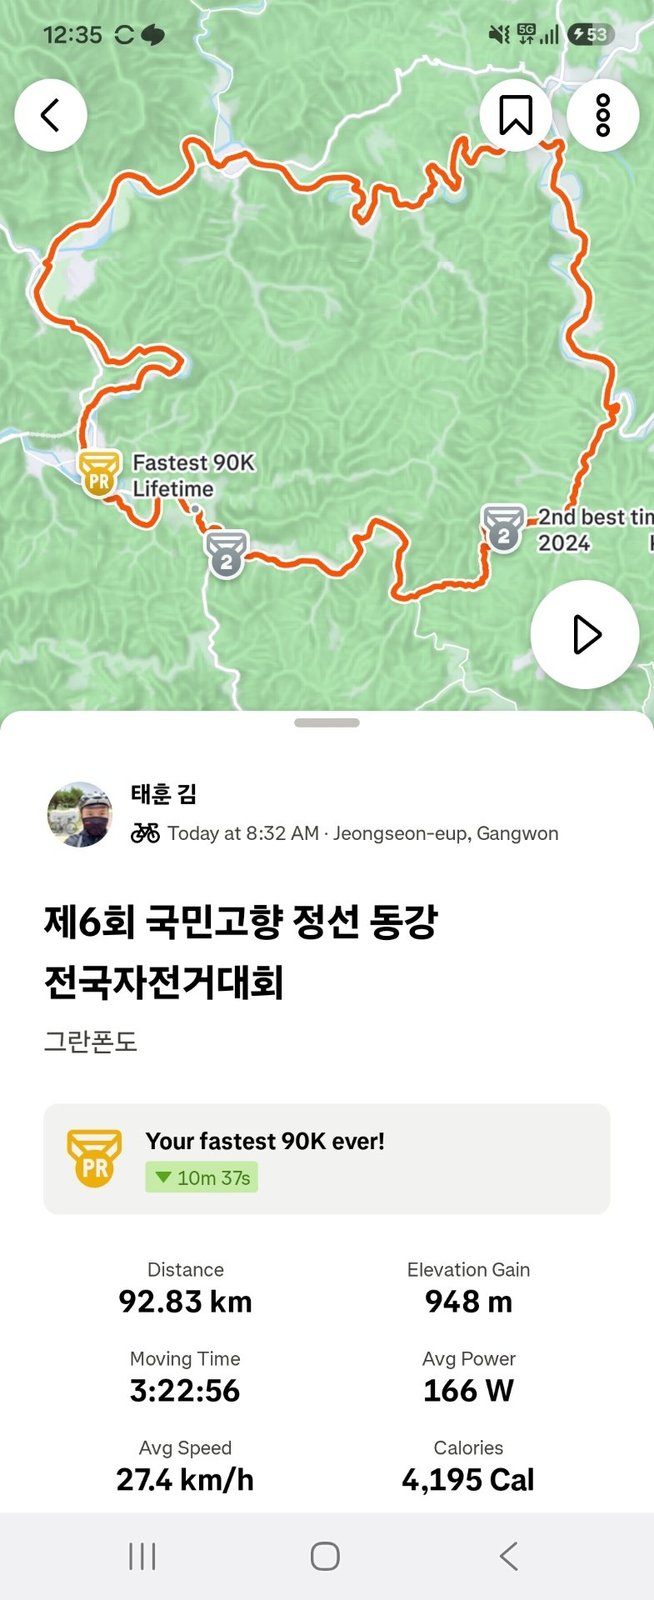 12:35
5G
53
Fastest 90K
Lifetime
PR
2
2
2nd best tim
2024
태훈 김
Today at 8:32 AM · Jeongseon-eup, Gangwon
제6회 국민고향 정선 동강
전국자전거대회
그란폰도
PR
Your fastest 90K ever!
▼ 10m 37s
Distance
Elevation Gain
92.83 km
948 m
Moving Time
Avg Power
3:22:56
166 W
Avg Speed
Calories
27.4 km/h
4,195 Cal